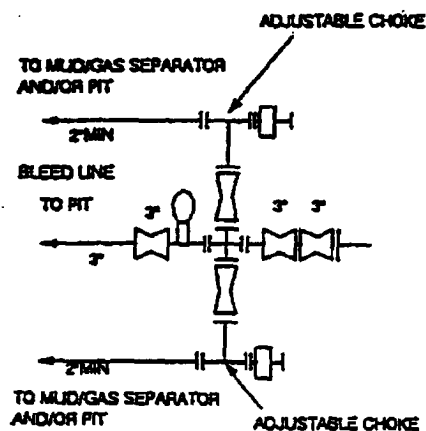 ADJUSTABLE CHOKE
TO MUD/GAS SEPARATOR
AND/OR PIT
2"MIN
BLEED LINE
TO PIT
3"
3"
3"
3"
2"MIN
TO MUD/GAS SEPARATOR
AND/OR PIT
ADJUSTABLE CHOKE